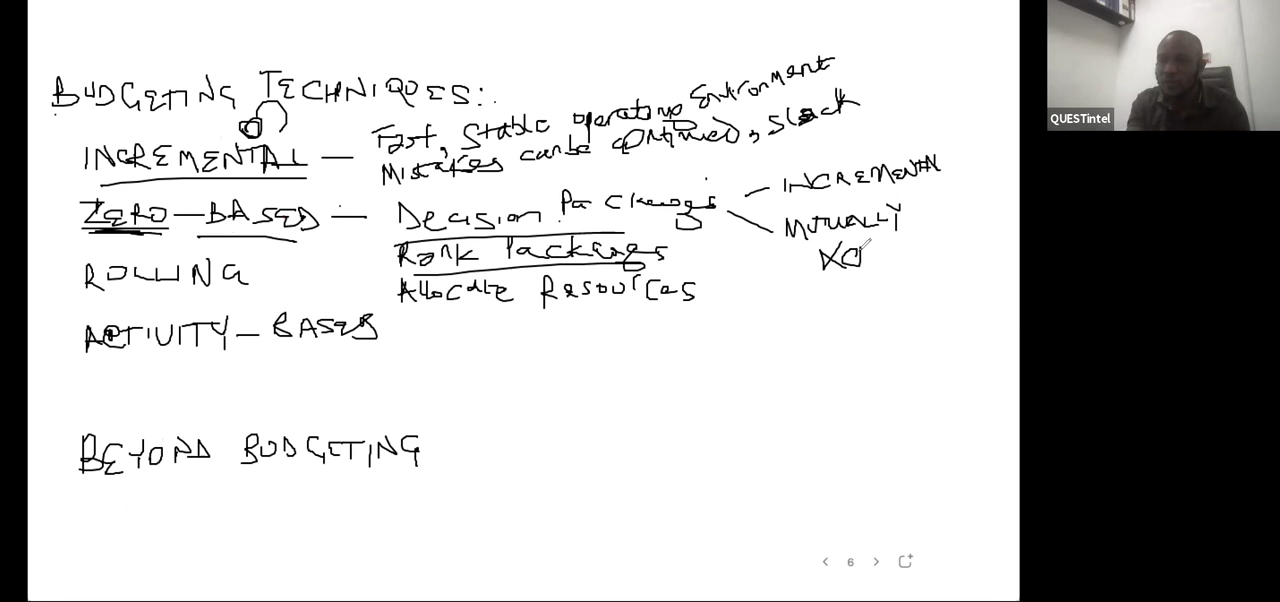 BUDGETING TECHNIQUES:
INCREMENTAL — Fast, Stable operating Environment
Mistakes can be continued, Slack
ZERO-BASED — Decision Packages — INCREMENTAL
MUTUALLY
Rank Packages
ROLLING
Allocate Resources
ACTIVITY-BASED
BEYOND BUDGETING
QUESTintel
6